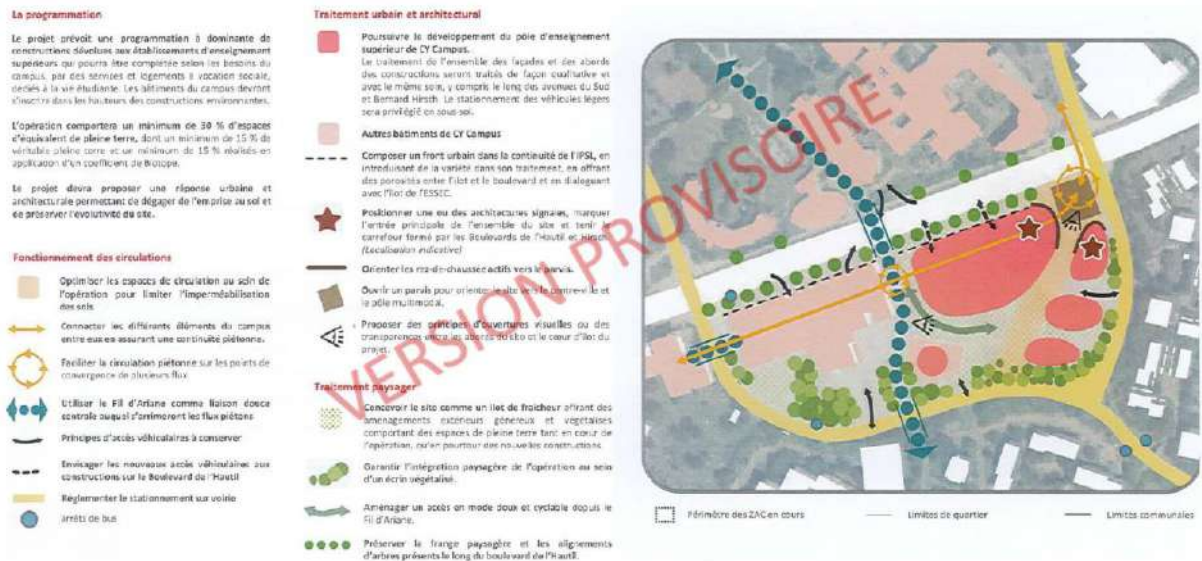 La programmation
Le projet prévoit une programmation à dominante de
constructions dévolues aux établissements d'enseignement
supérieurs qui pourra être complétée selon les besoins du
campus, par des services et logements à vocation sociale,
dédiés à la vie étudiante. Les bâtiments du campus devront
s'inscrire dans les hauteurs des constructions environnantes.
L'opération comportera un minimum de 30 % d'espaces
d'équivalent de pleine terre, dont un minimum de 15 % de
véritable pleine terre et un minimum de 15 % réalisés en
application d'un coefficient de Biotope.
Le projet devra proposer une réponse urbaine et
architecturale permettant de dégager de l'emprise au sol et
de préserver l'évolutivité du site.
Fonctionnement des circulations
Optimiser les espaces de circulation au sein de
l'opération pour limiter l'imperméabilisation
des sols
Connecter les différents éléments du campus
entre eux en assurant une continuité piétonne.
Faciliter la circulation piétonne sur les points de
convergence de plusieurs flux.
Utiliser le Fil d'Ariane comme liaison douce
centrale auquel s'arrimeront les flux piétons
Principes d'accès véhiculaires à conserver
Envisager les nouveaux accès véhiculaires aux
constructions sur le Boulevard de l'Hautil
Réglementer le stationnement sur voirie
arrêts de bus
Traitement urbain et architectural
Poursuivre le développement du pôle d'enseignement
supérieur de CY Campus.
Le traitement de l'ensemble des façades et des abords
des constructions seront traités de façon qualitative et
avec le même soin, y compris le long des avenues du Sud
et Bernard Hirsch. Le stationnement des véhicules légers
sera privilégié en sous-sol.
Autres bâtiments de CY Campus
Composer un front urbain dans la continuité de l'IPSL, en
introduisant de la variété dans son traitement, en offrant
des porosités entre l'îlot et le boulevard et en dialoguant
avec l'îlot de l'ESSEC.
Positionner une ou des architectures signales, marquer
l'entrée principale de l'ensemble du site et tenir le
carrefour formé par les Boulevards de l'Hautil et Hirsch.
(Localisation indicative)
Orienter les rez-de-chaussée actifs vers le parvis.
Ouvrir un parvis pour orienter le site vers le centre-ville et
le pôle multimodal.
Proposer des principes d'ouvertures visuelles ou des
transparences entre les abords du site et le cœur d'îlot du
projet.
Traitement paysager
Concevoir le site comme un îlot de fraîcheur offrant des
aménagements extérieurs généreux et végétalisés
comportant des espaces de pleine terre tant en cœur de
l'opération, qu'en pourtour des nouvelles constructions
Garantir l'intégration paysagère de l'opération au sein
d'un écrin végétalisé.
Aménager un accès en mode doux et cyclable depuis le
Fil d'Ariane.
Préserver la frange paysagère et les alignements
d'arbres présents le long du boulevard de l'Hautil.
VERSION PROVISOIRE
Périmètre des ZAC en cours
Limites de quartier
Limites communales